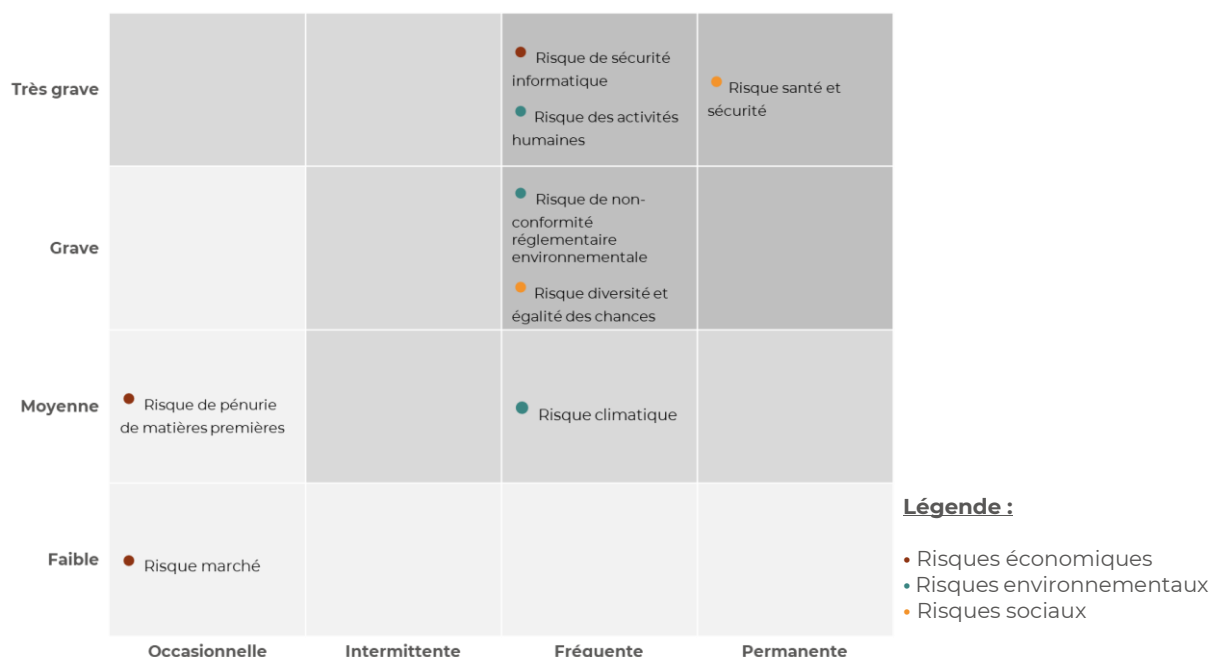 Très grave
• Risque de sécurité
informatique
• Risque des activités
humaines
• Risque santé et
sécurité
Grave
• Risque de non-
conformité
réglementaire
environnementale
• Risque diversité et
égalité des chances
Moyenne
• Risque de pénurie
de matières premières
• Risque climatique
Faible
• Risque marché
Occasionnelle
Intermittente
Fréquente
Permanente
Légende :
• Risques économiques
• Risques environnementaux
• Risques sociaux